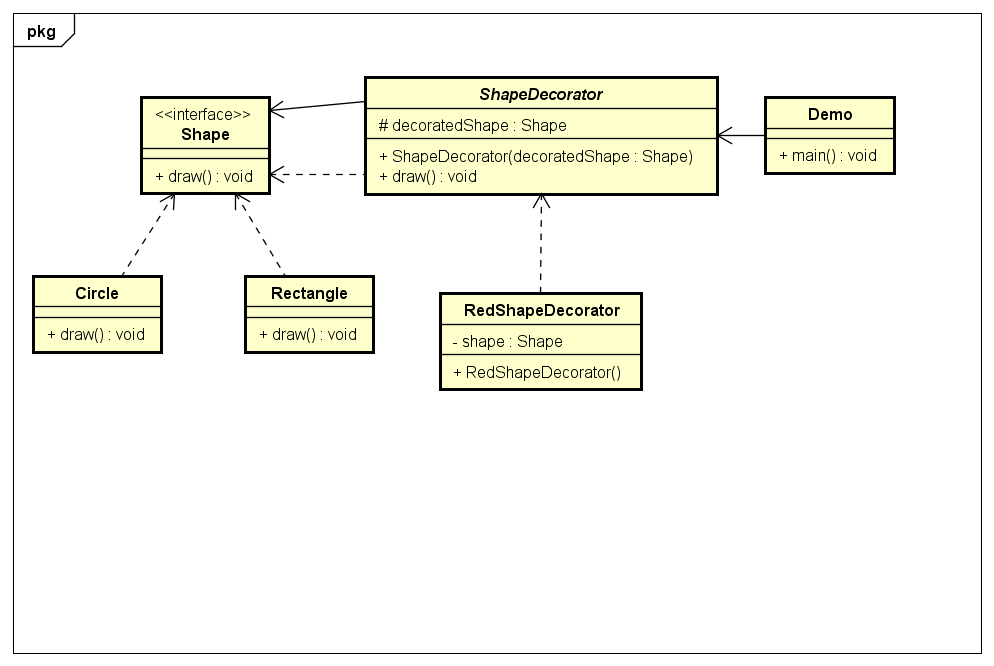 pkg
<<interface>>
Shape
+ draw() : void
ShapeDecorator
# decoratedShape : Shape
+ ShapeDecorator(decoratedShape : Shape)
+ draw() : void
Demo
+ main() : void
Circle
+ draw() : void
Rectangle
+ draw() : void
RedShapeDecorator
- shape : Shape
+ RedShapeDecorator()